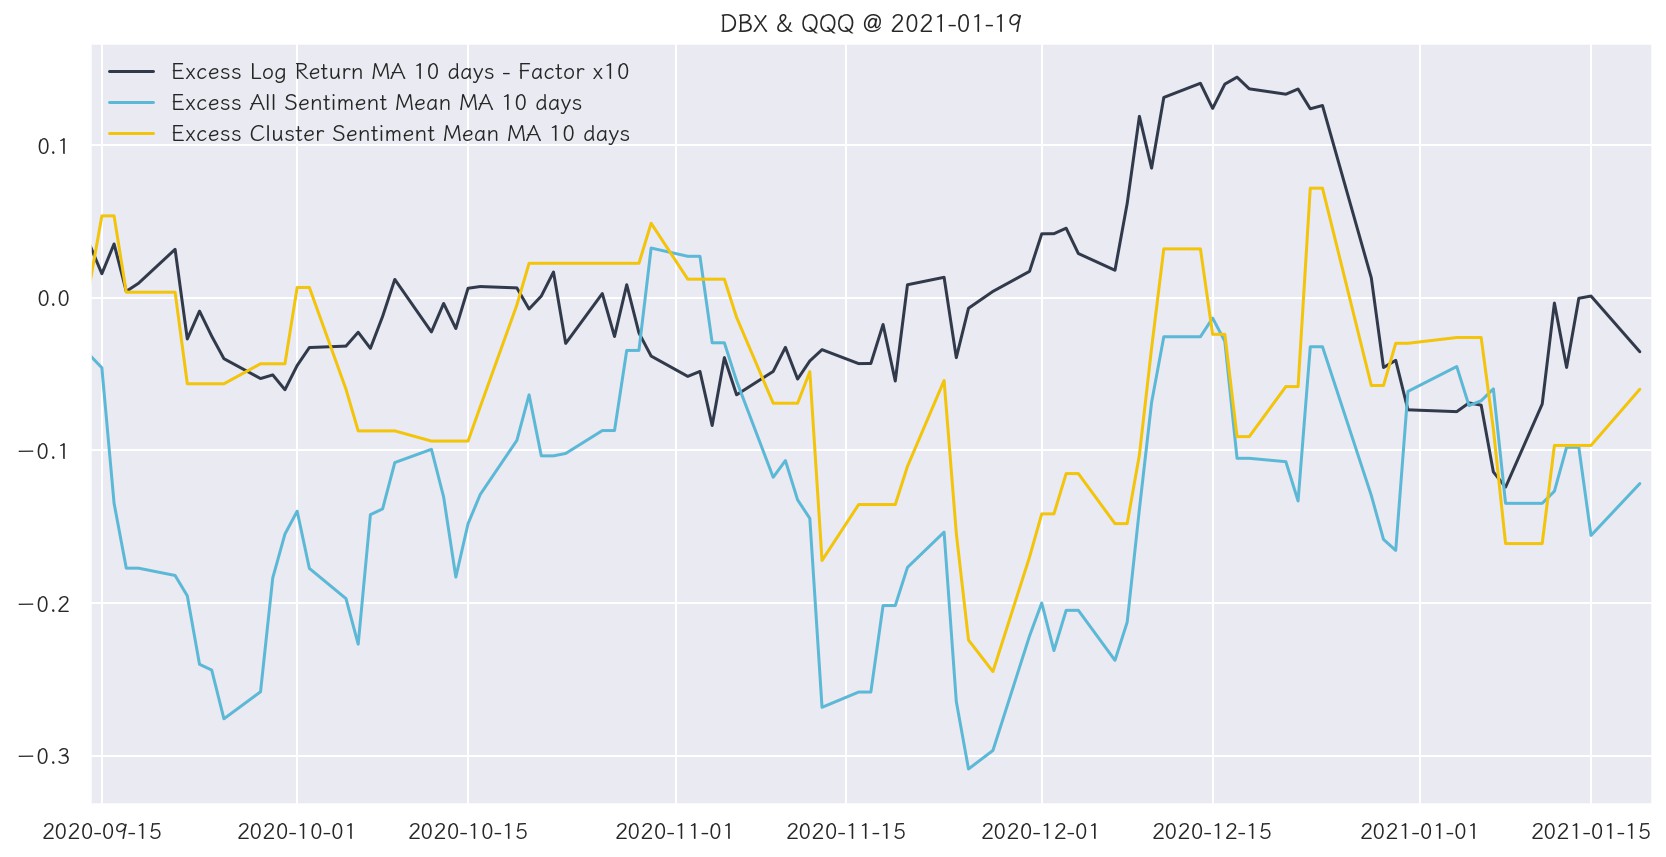 DBX & QQQ @ 2021-01-19
Excess Log Return MA 10 days - Factor x10
Excess All Sentiment Mean MA 10 days
Excess Cluster Sentiment Mean MA 10 days
0.1
0.0
−0.1
−0.2
−0.3
2020-09-15 2020-10-01 2020-10-15 2020-11-01 2020-11-15 2020-12-01 2020-12-15 2021-01-01 2021-01-15